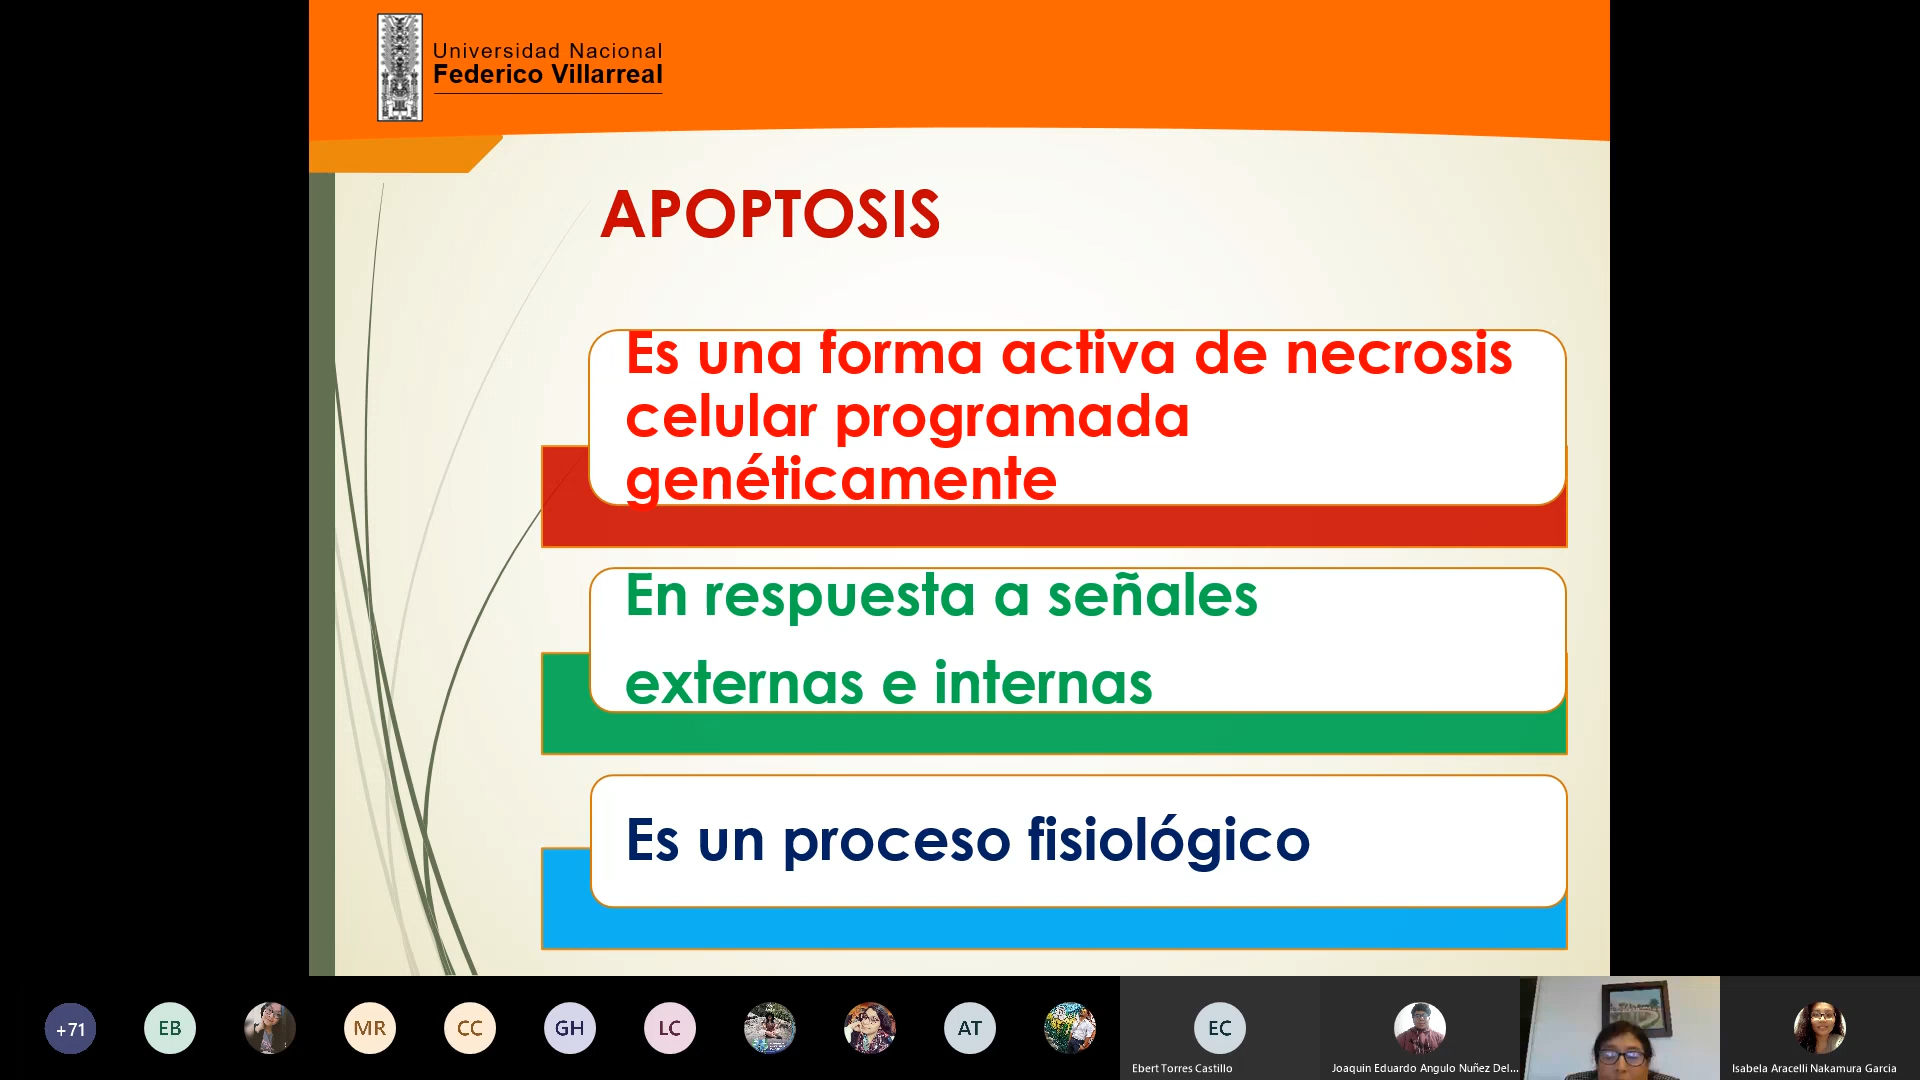 Universidad Nacional
Federico Villarreal
APOPTOSIS
Es una forma activa de necrosis
celular programada
genéticamente
En respuesta a señales
externas e internas
Es un proceso fisiológico
+71
EB
MR
CC
GH
LC
AT
EC
Ebert Torres Castillo
Joaquin Eduardo Angulo Nuñez Del...
Isabela Aracelli Nakamura Garcia